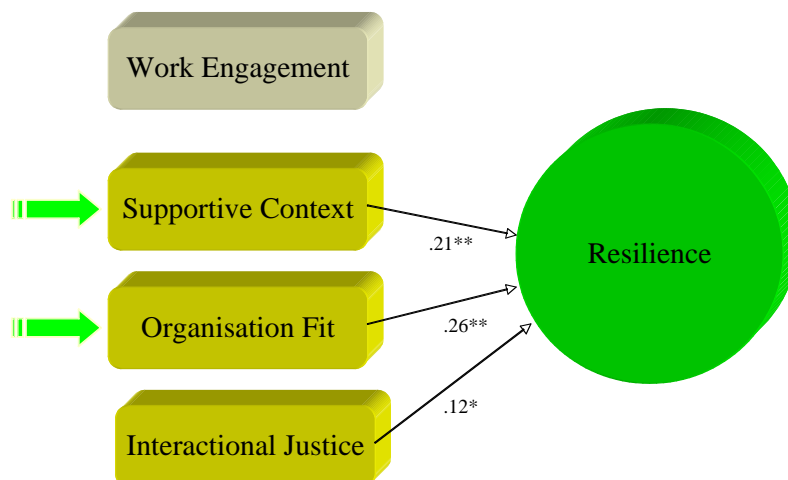 Work Engagement
Supportive Context
.21**
Resilience
Organisation Fit
.26**
.12*
Interactional Justice